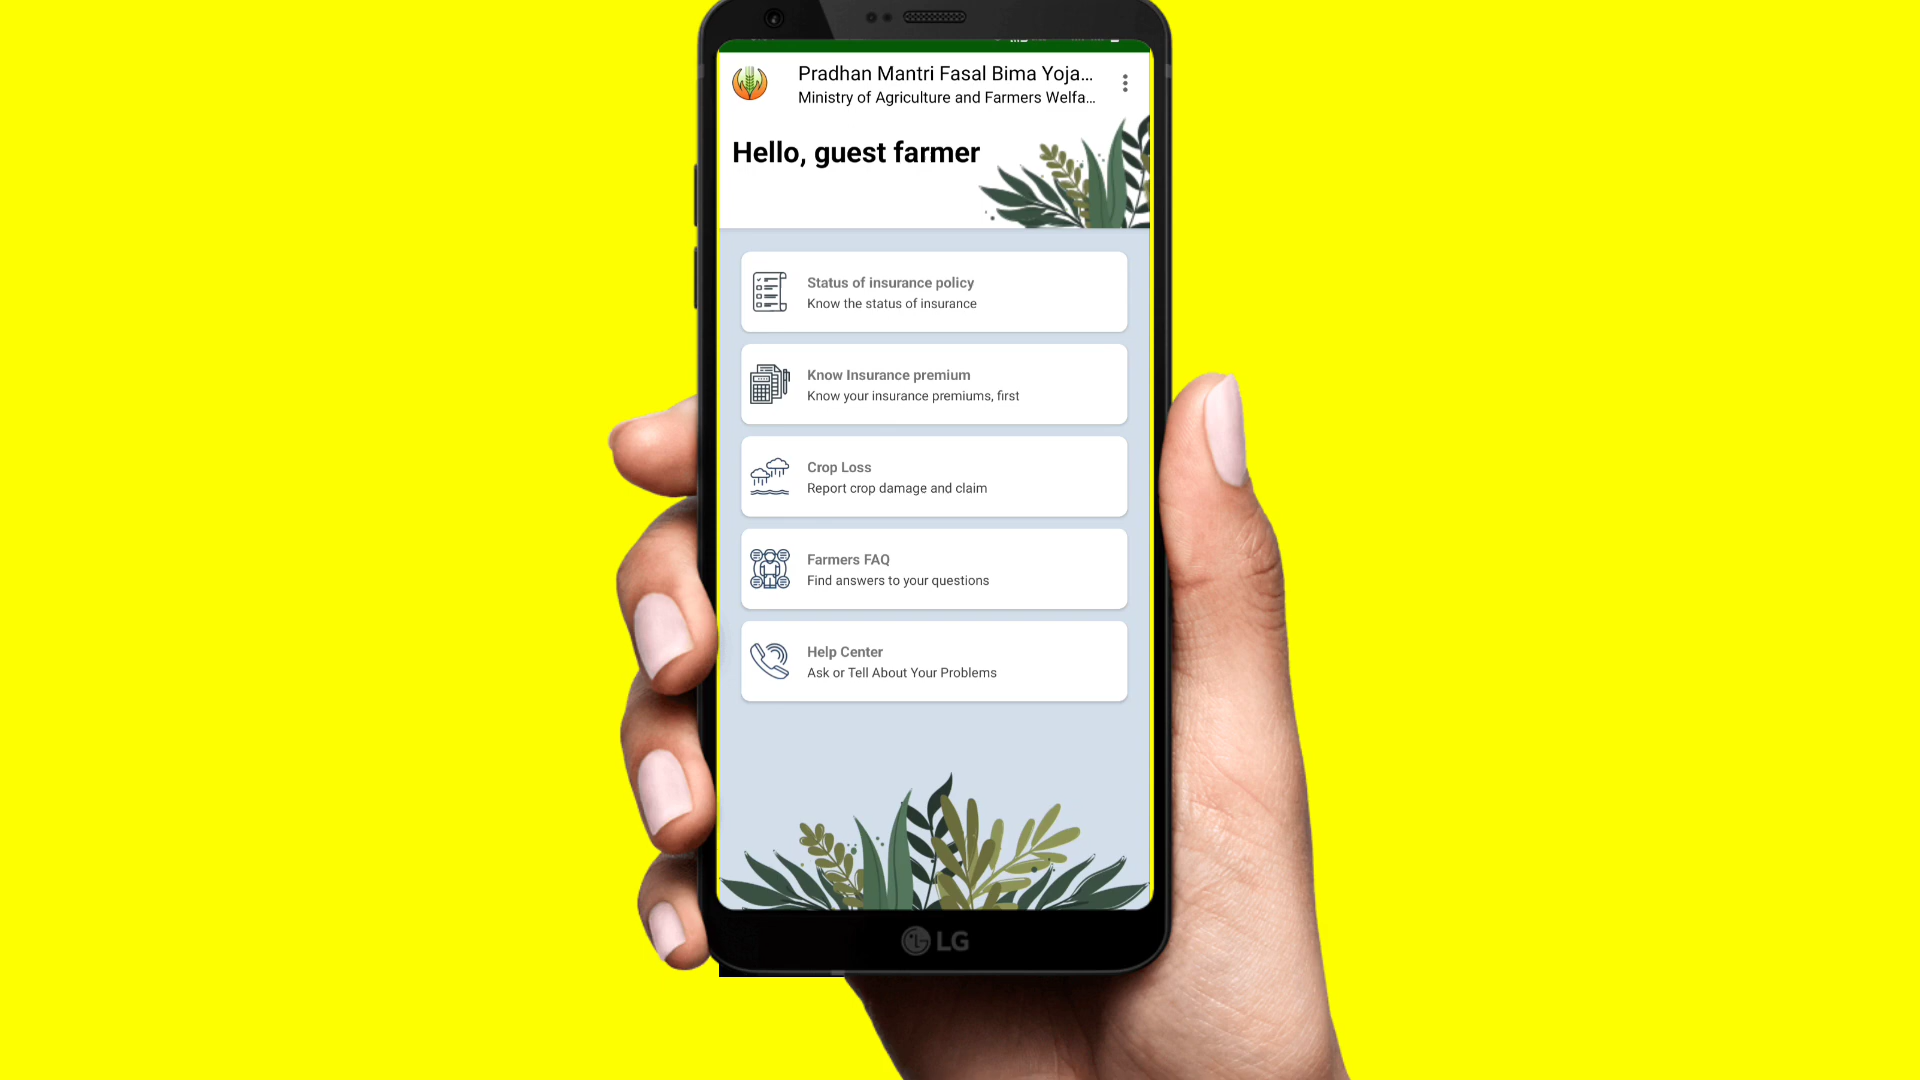 Pradhan Mantri Fasal Bima Yoja...
Ministry of Agriculture and Farmers Welfa...
Hello, guest farmer
Status of insurance policy
Know the status of insurance
Know Insurance premium
Know your insurance premiums, first
Crop Loss
Report crop damage and claim
Farmers FAQ
Find answers to your questions
Help Center
Ask or Tell About Your Problems
LG